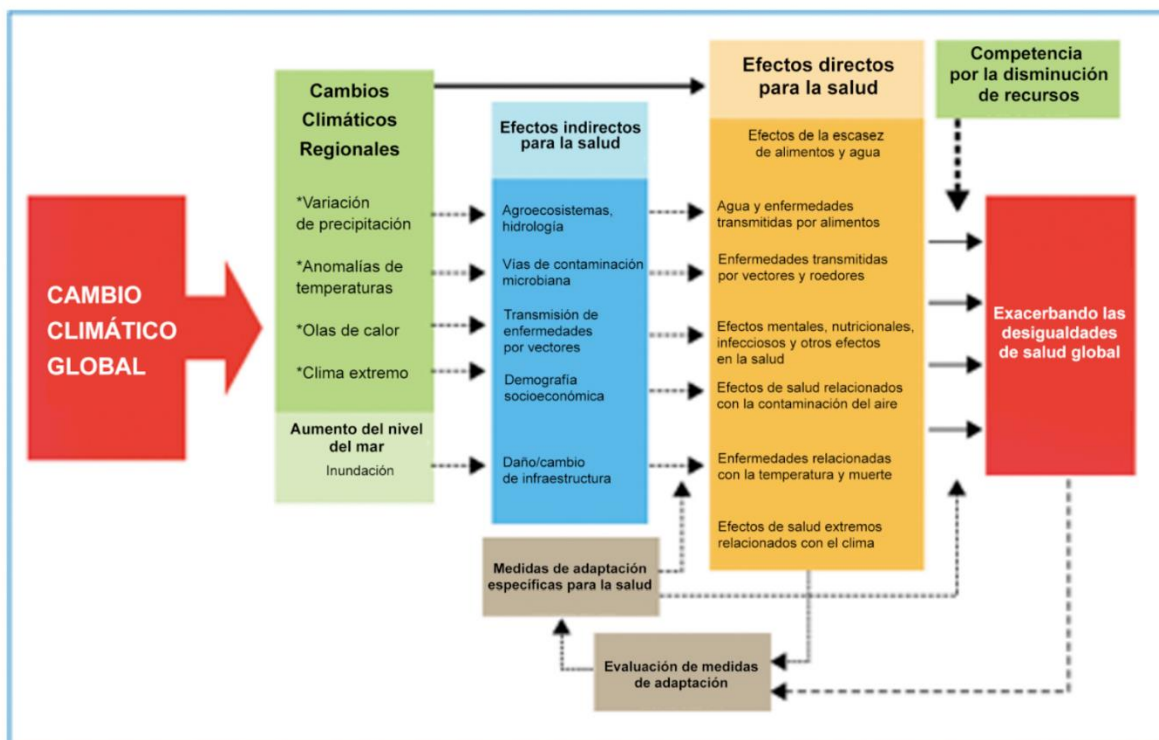 CAMBIO
CLIMÁTICO
GLOBAL
Cambios
Climáticos
Regionales
*Variación
de precipitación
*Anomalías de
temperaturas
*Olas de calor
*Clima extremo
Aumento del nivel
del mar
Inundación
Efectos indirectos
para la salud
Agroecosistemas,
hidrología
Vías de contaminación
microbiana
Transmisión de
enfermedades
por vectores
Demografía
socioeconómica
Daño/cambio
de infraestructura
Efectos directos
para la salud
Efectos de la escasez
de alimentos y agua
Agua y enfermedades
transmitidas por alimentos
Enfermedades transmitidas
por vectores y roedores
Efectos mentales, nutricionales,
infecciosos y otros efectos
en la salud
Efectos de salud relacionados
con la contaminación del aire
Enfermedades relacionadas
con la temperatura y muerte
Efectos de salud extremos
relacionados con el clima
Competencia
por la disminución
de recursos
Exacerbando las
desigualdades
de salud global
Medidas de adaptación
específicas para la salud
Evaluación de medidas
de adaptación